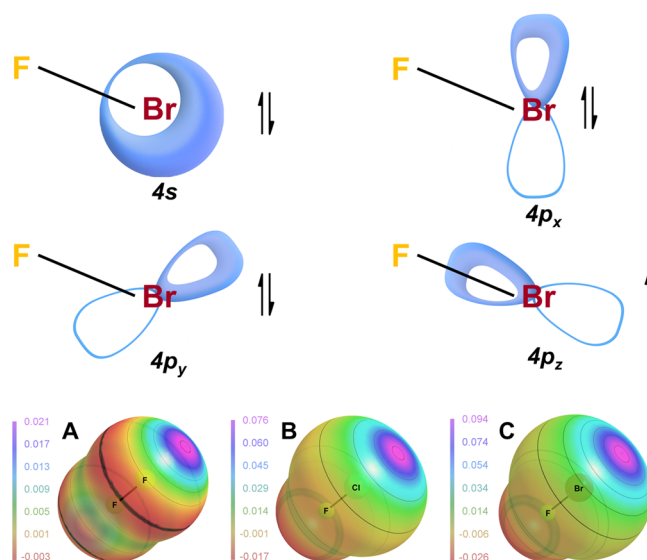 F
Br
4s
F
Br
4px
F
Br
4py
F
Br
4pz
A
0.021
0.017
0.013
0.009
0.005
0.001
-0.003
F
F
B
0.076
0.060
0.045
0.029
0.014
-0.001
-0.017
Cl
F
C
0.094
0.074
0.054
0.034
0.014
-0.006
-0.026
Br
F